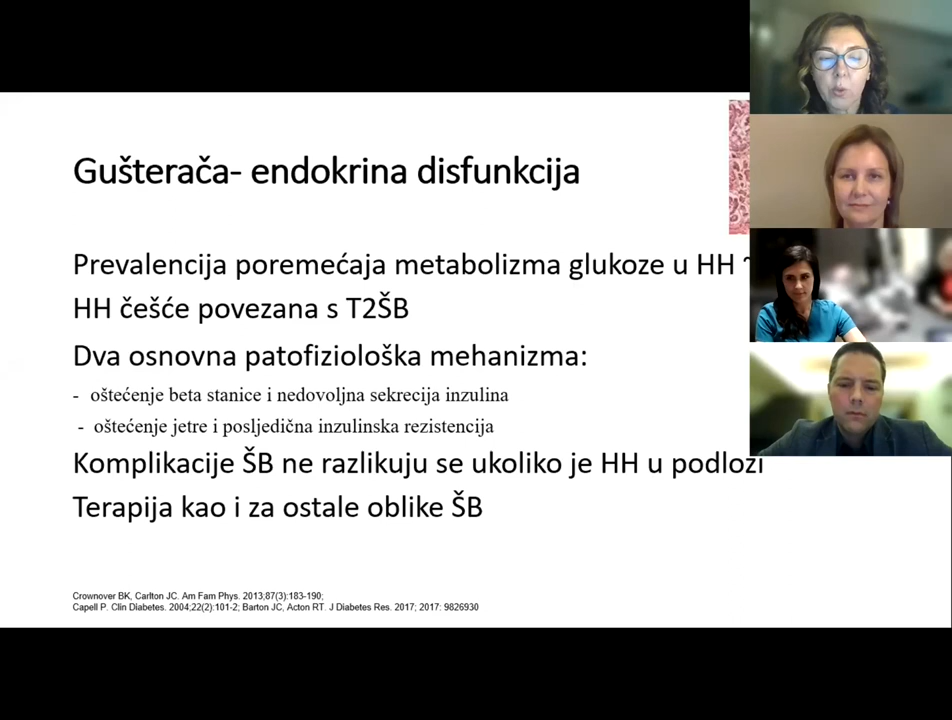 Gušterača- endokrina disfunkcija
Prevalencija poremećaja metabolizma glukoze u HH ~
HH češće povezana s T2ŠB
Dva osnovna patofiziološka mehanizma:
- oštećenje beta stanice i nedovoljna sekrecija inzulina
- oštećenje jetre i posljedična inzulinska rezistencija
Komplikacije ŠB ne razlikuju se ukoliko je HH u podlozi
Terapija kao i za ostale oblike ŠB
Crownover BK, Carlton JC. Am Fam Phys. 2013;87(3):183-190;
Capell P. Clin Diabetes. 2004;22(2):101-2; Barton JC, Acton RT. J Diabetes Res. 2017; 2017: 9826930